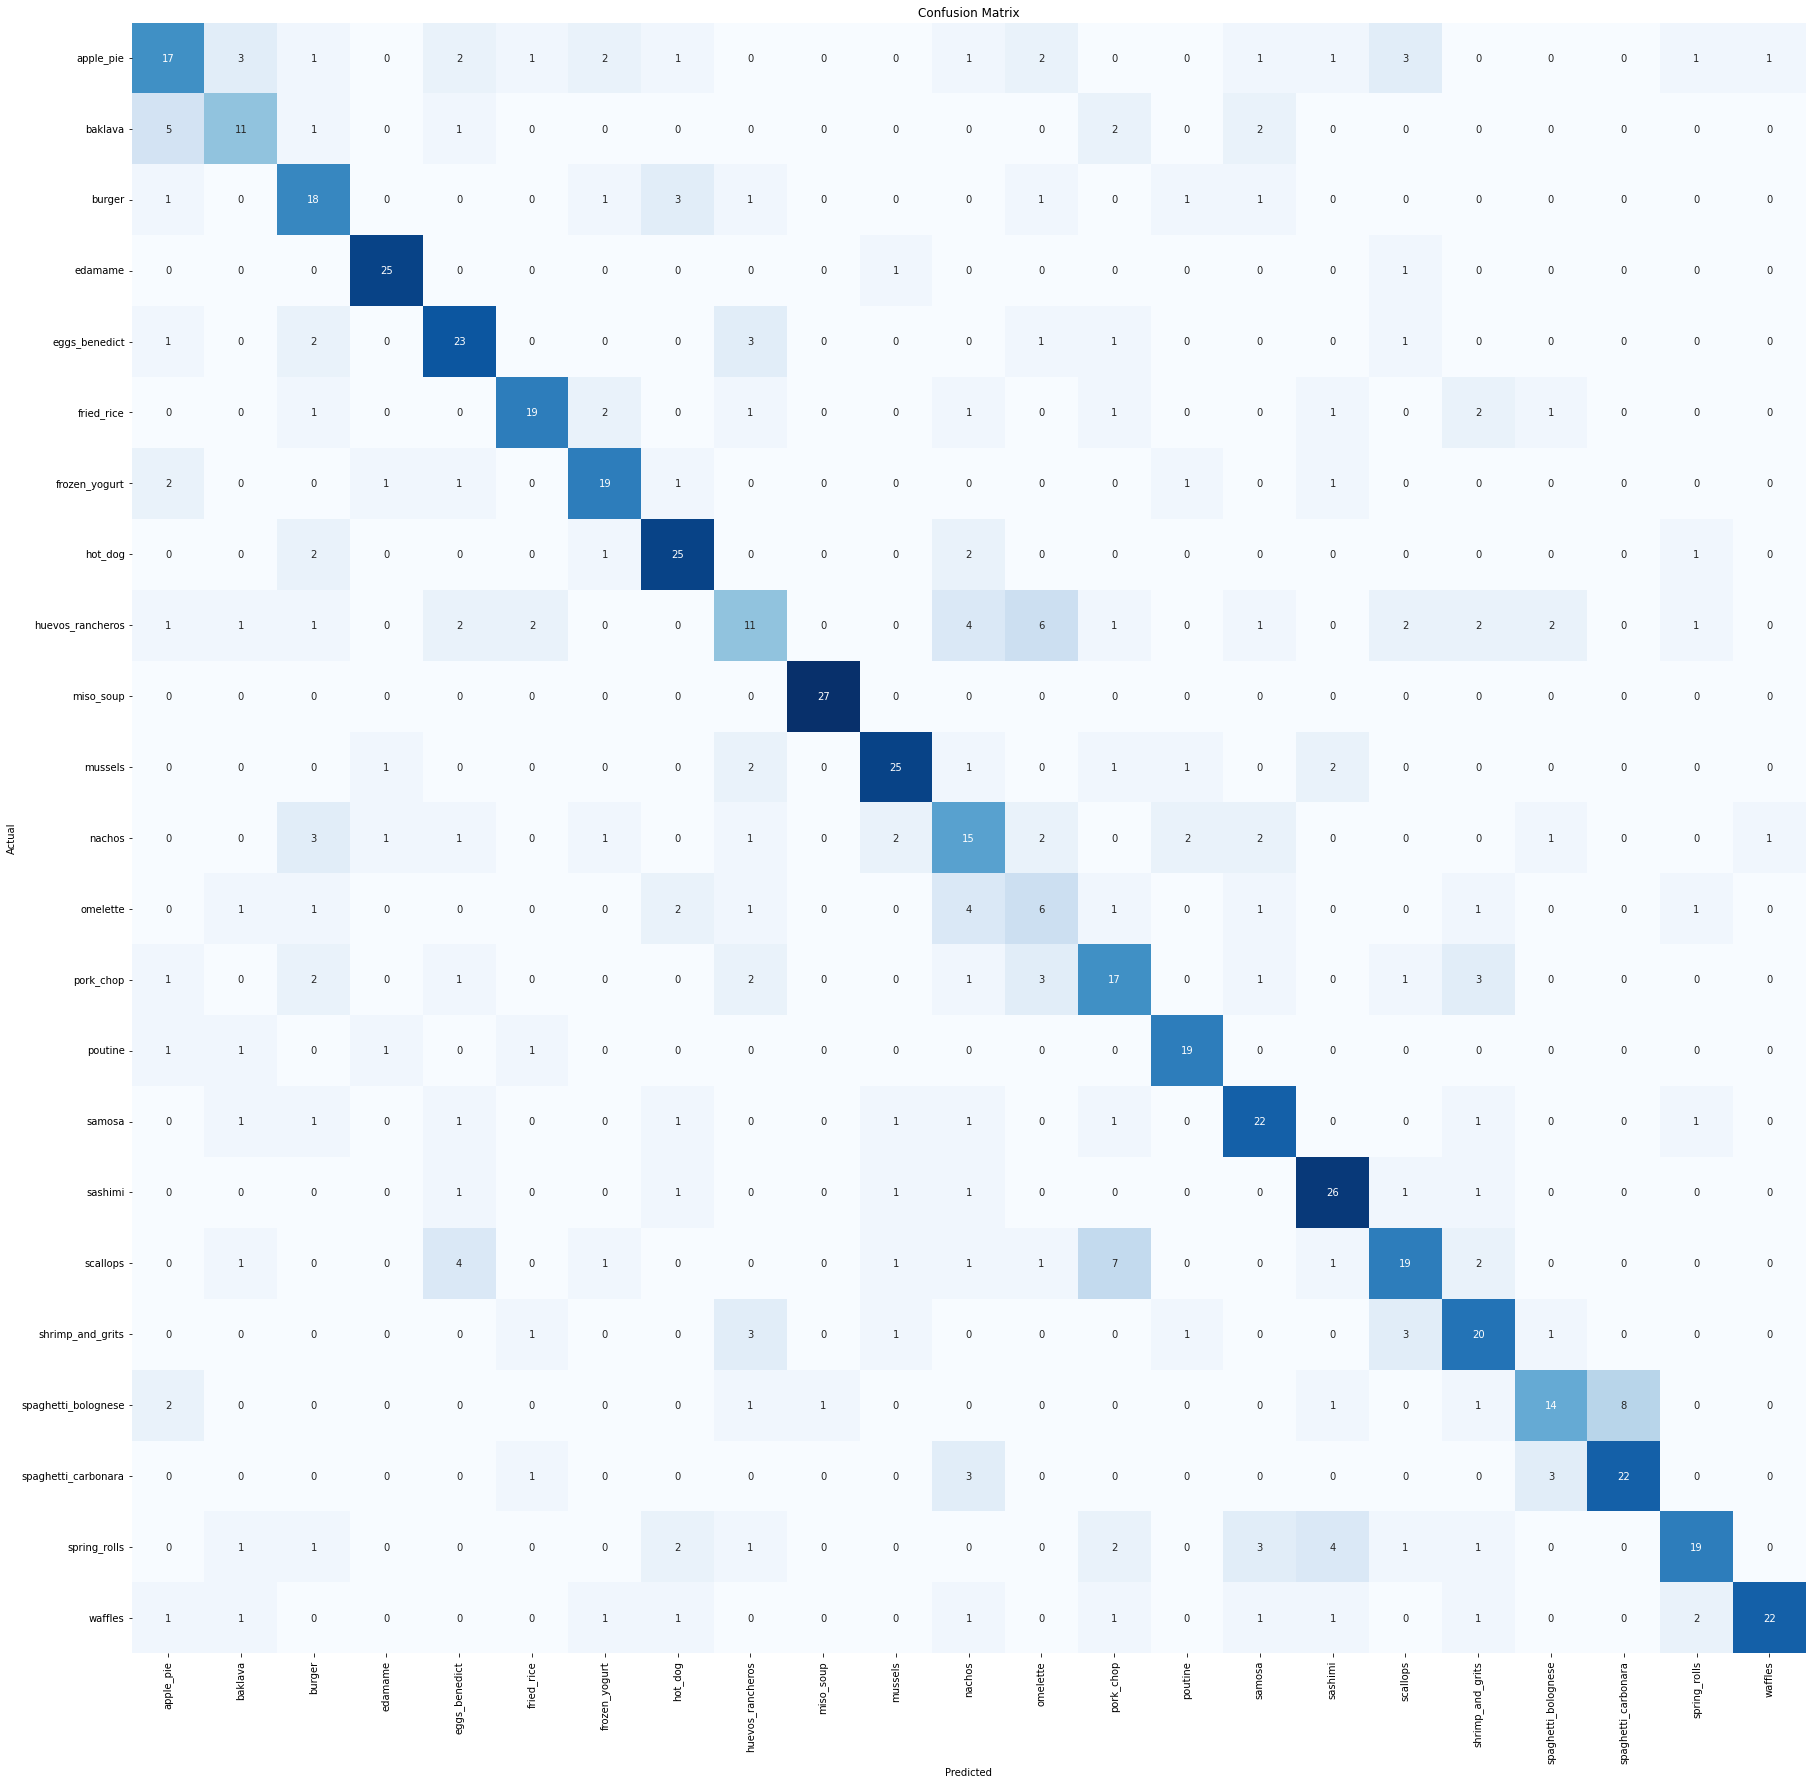 Confusion Matrix
apple_pie 17 3 1 0 2 1 2 1 0 0 0 1 2 0 0 1 1 3 0 0 0 1 1
baklava 5 11 1 0 1 0 0 0 0 0 0 0 0 2 0 2 0 0 0 0 0 0 0
burger 1 0 18 0 0 0 1 3 1 0 0 0 1 0 1 1 0 0 0 0 0 0 0
edamame 0 0 0 25 0 0 0 0 0 0 1 0 0 0 0 0 0 1 0 0 0 0 0
eggs_benedict 1 0 2 0 23 0 0 0 3 0 0 0 1 1 0 0 0 1 0 0 0 0 0
fried_rice 0 0 1 0 0 19 2 0 1 0 0 1 0 1 0 0 1 0 2 1 0 0 0
frozen_yogurt 2 0 0 1 1 0 19 1 0 0 0 0 0 0 1 0 1 0 0 0 0 0 0
hot_dog 0 0 2 0 0 0 1 25 0 0 0 2 0 0 0 0 0 0 0 0 0 1 0
huevos_rancheros 1 1 1 0 2 2 0 0 11 0 0 4 6 1 0 1 0 2 2 2 0 1 0
miso_soup 0 0 0 0 0 0 0 0 0 27 0 0 0 0 0 0 0 0 0 0 0 0 0
mussels 0 0 0 1 0 0 0 0 2 0 25 1 0 1 1 0 2 0 0 0 0 0 0
Actual
nachos 0 0 3 1 1 0 1 0 1 0 2 15 2 0 2 2 0 0 0 1 0 0 1
omelette 0 1 1 0 0 0 0 2 1 0 0 4 6 1 0 1 0 0 1 0 0 1 0
pork_chop 1 0 2 0 1 0 0 0 2 0 0 1 3 17 0 1 0 1 3 0 0 0 0
poutine 1 1 0 1 0 1 0 0 0 0 0 0 0 0 19 0 0 0 0 0 0 0 0
samosa 0 1 1 0 1 0 0 1 0 0 1 1 0 1 0 22 0 0 1 0 0 1 0
sashimi 0 0 0 0 1 0 0 1 0 0 1 1 0 0 0 0 26 1 1 0 0 0 0
scallops 0 1 0 0 4 0 1 0 0 0 1 1 1 7 0 0 1 19 2 0 0 0 0
shrimp_and_grits 0 0 0 0 0 1 0 0 3 0 1 0 0 0 1 0 0 3 20 1 0 0 0
spaghetti_bolognese 2 0 0 0 0 0 0 0 1 1 0 0 0 0 0 0 1 0 1 14 8 0 0
spaghetti_carbonara 0 0 0 0 0 1 0 0 0 0 0 3 0 0 0 0 0 0 0 3 22 0 0
spring_rolls 0 1 1 0 0 0 0 2 1 0 0 0 0 2 0 3 4 1 1 0 0 19 0
waffles 1 1 0 0 0 0 1 1 0 0 0 1 0 1 0 1 1 0 1 0 0 2 22
apple_pie baklava burger edamame eggs_benedict fried_rice frozen_yogurt hot_dog huevos_rancheros miso_soup mussels nachos omelette pork_chop poutine samosa sashimi scallops shrimp_and_grits spaghetti_bolognese spaghetti_carbonara spring_rolls waffles
Predicted